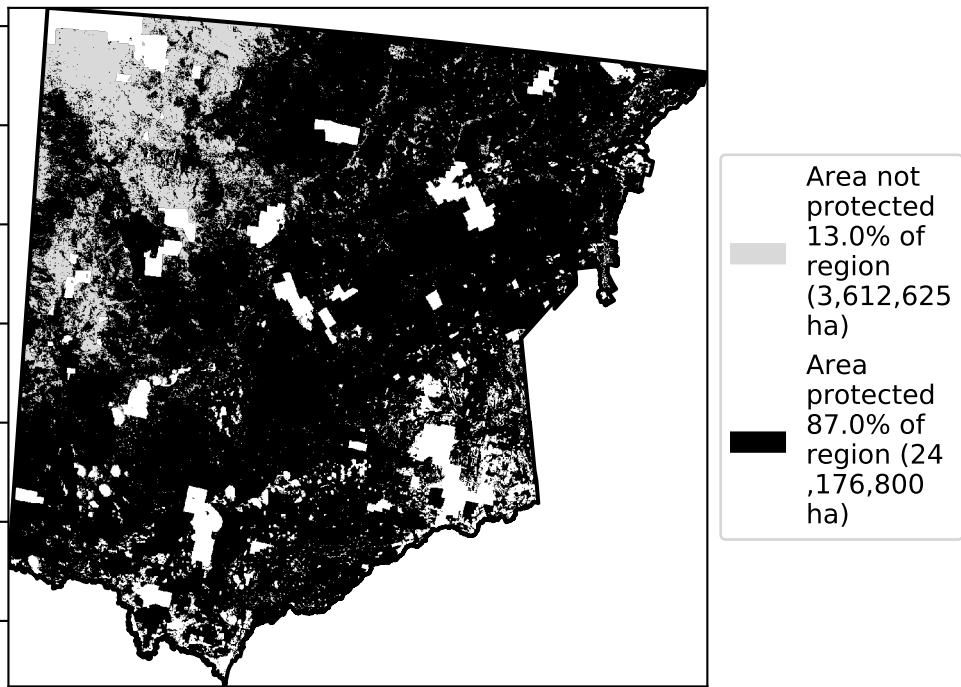 Area not
protected
13.0% of
region
(3,612,625
ha)
Area
protected
87.0% of
region (24
,176,800
ha)